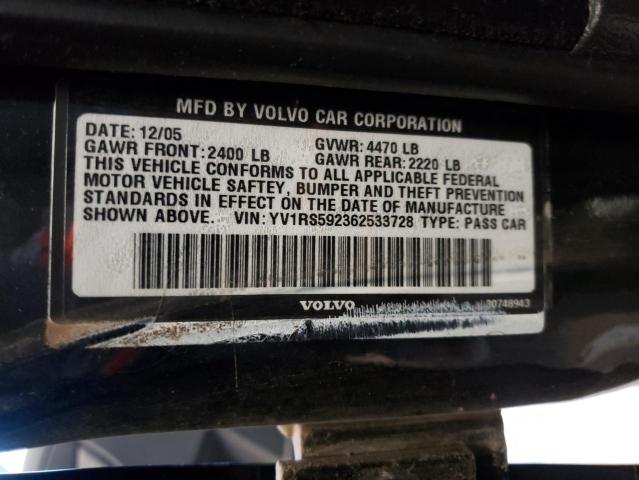 MFD BY VOLVO CAR CORPORATION
DATE: 12/05 GVWR: 4470 LB
GAWR FRONT: 2400 LB GAWR REAR: 2220 LB
THIS VEHICLE CONFORMS TO ALL APPLICABLE FEDERAL
MOTOR VEHICLE SAFTEY, BUMPER AND THEFT PREVENTION
STANDARDS IN EFFECT ON THE DATE OF MANUFACTURE
SHOWN ABOVE. VIN: YV1RS592362533728 TYPE: PASS CAR
VOLVO 30748943